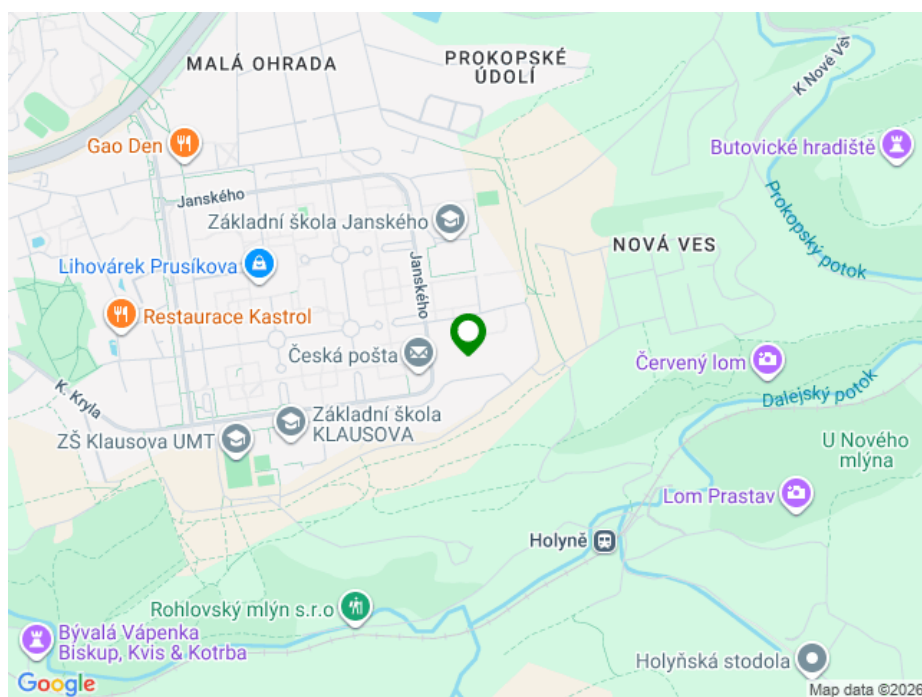 MALÁ OHRADA
PROKOPSKÉ
ÚDOLÍ
K Nové Vsi
Gao Den
Butovické hradiště
Janského
Základní škola Janského
Prokopský potok
NOVÁ VES
Lihovárek Prusíkova
Janského
Restaurace Kastrol
Česká pošta
Červený lom
Dalejský potok
K. Kryla
Základní škola
KLAUSOVA
ZŠ Klausova UMT
U Nového
mlýna
Lom Prastav
Holyně
Rohlovský mlýn s.r.o
Bývalá Vápenka
Biskup, Kvis & Kotrba
Holyňská stodola
Google
Map data ©2026